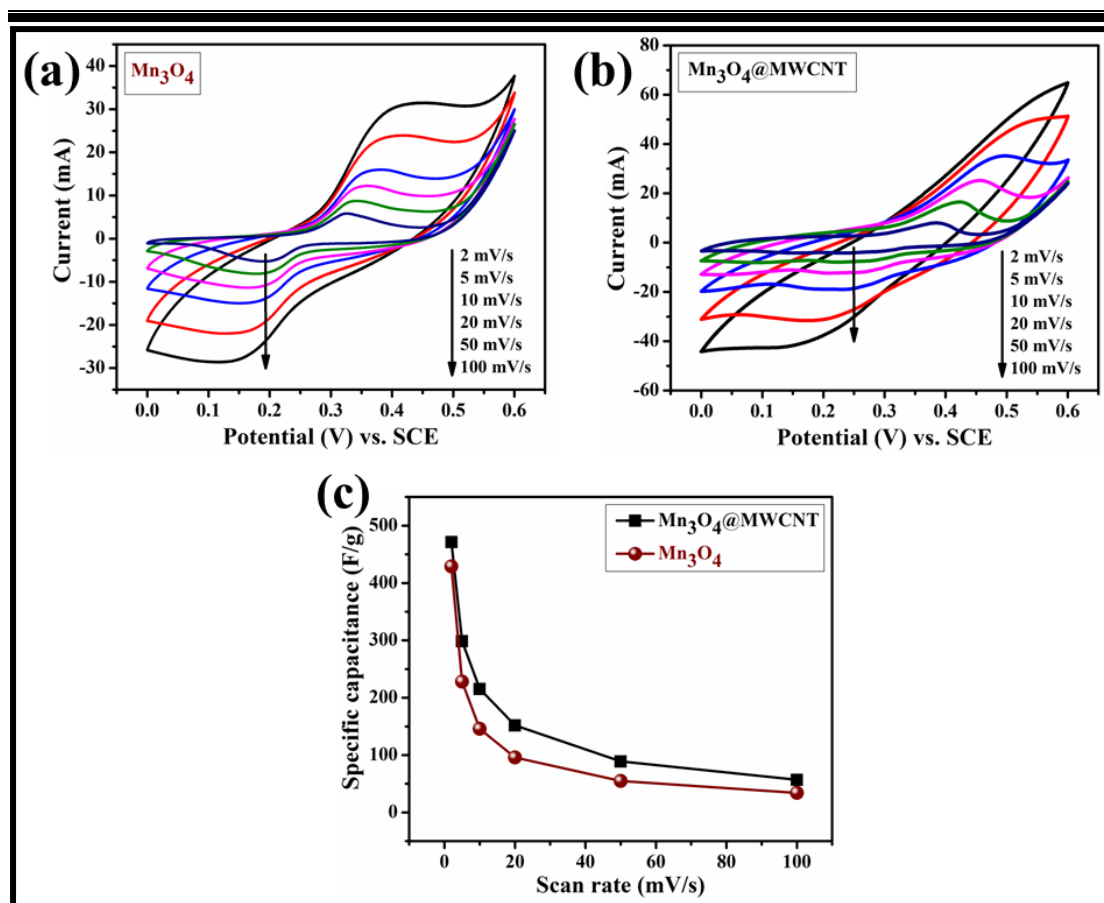 (a)
Mn₃O₄
40
30
20
10
0
-10
-20
-30
Current (mA)
2 mV/s
5 mV/s
10 mV/s
20 mV/s
50 mV/s
100 mV/s
0.0 0.1 0.2 0.3 0.4 0.5 0.6
Potential (V) vs. SCE
(b)
Mn₃O₄@MWCNT
80
60
40
20
0
-20
-40
-60
Current (mA)
2 mV/s
5 mV/s
10 mV/s
20 mV/s
50 mV/s
100 mV/s
0.0 0.1 0.2 0.3 0.4 0.5 0.6
Potential (V) vs. SCE
(c)
Mn₃O₄@MWCNT
Mn₃O₄
500
400
300
200
100
0
Specific capacitance (F/g)
0 20 40 60 80 100
Scan rate (mV/s)